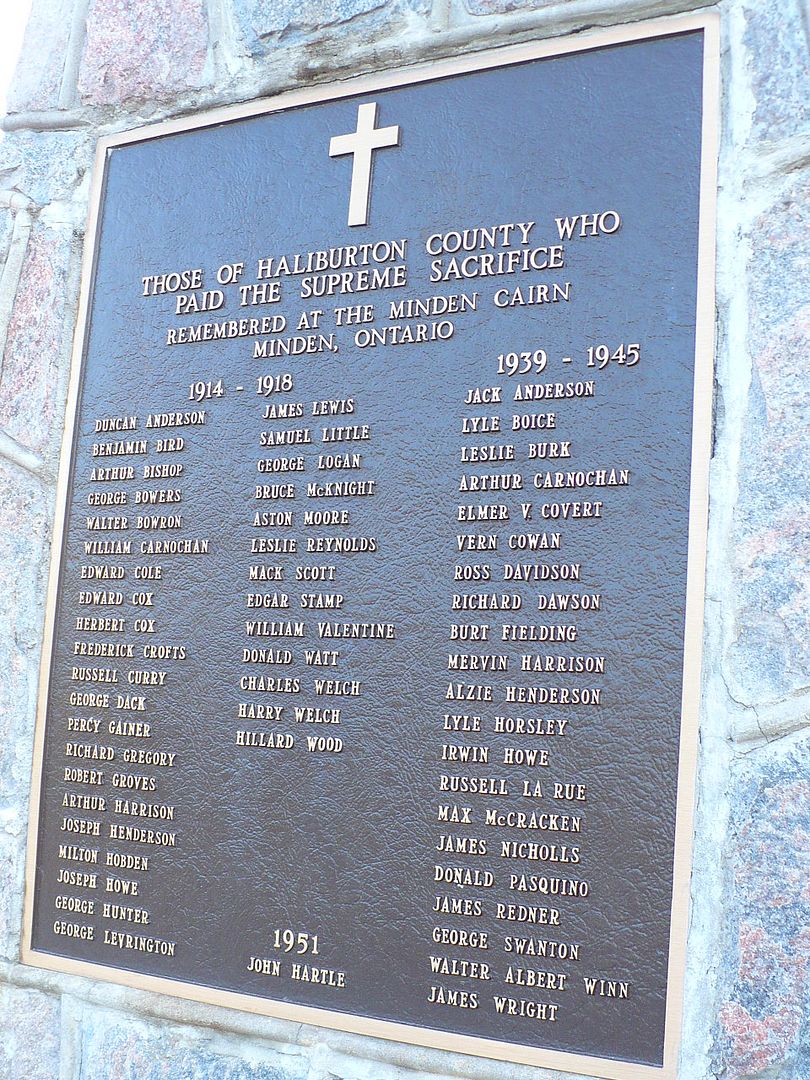 THOSE OF HALIBURTON COUNTY WHO
PAID THE SUPREME SACRIFICE
REMEMBERED AT THE MINDEN CAIRN
MINDEN, ONTARIO
1914 - 1918
DUNCAN ANDERSON
BENJAMIN BIRD
ARTHUR BISHOP
GEORGE BOWERS
WALTER BOWRON
WILLIAM CARNOCHAN
EDWARD COLE
EDWARD COX
HERBERT COX
FREDERICK CROFTS
RUSSELL CURRY
GEORGE DACK
PERCY GAINER
RICHARD GREGORY
ROBERT GROVES
ARTHUR HARRISON
JOSEPH HENDERSON
MILTON HOBDEN
JOSEPH HOWE
GEORGE HUNTER
GEORGE LEVRINGTON
JAMES LEWIS
SAMUEL LITTLE
GEORGE LOGAN
BRUCE McKNIGHT
ASTON MOORE
LESLIE REYNOLDS
MACK SCOTT
EDGAR STAMP
WILLIAM VALENTINE
DONALD WATT
CHARLES WELCH
HARRY WELCH
HILLARD WOOD
1951
JOHN HARTLE
1939 - 1945
JACK ANDERSON
LYLE BOICE
LESLIE BURK
ARTHUR CARNOCHAN
ELMER V. COVERT
VERN COWAN
ROSS DAVIDSON
RICHARD DAWSON
BURT FIELDING
MERVIN HARRISON
ALZIE HENDERSON
LYLE HORSLEY
IRWIN HOWE
RUSSELL LA RUE
MAX McCRACKEN
JAMES NICHOLLS
DONALD PASQUINO
JAMES REDNER
GEORGE SWANTON
WALTER ALBERT WINN
JAMES WRIGHT